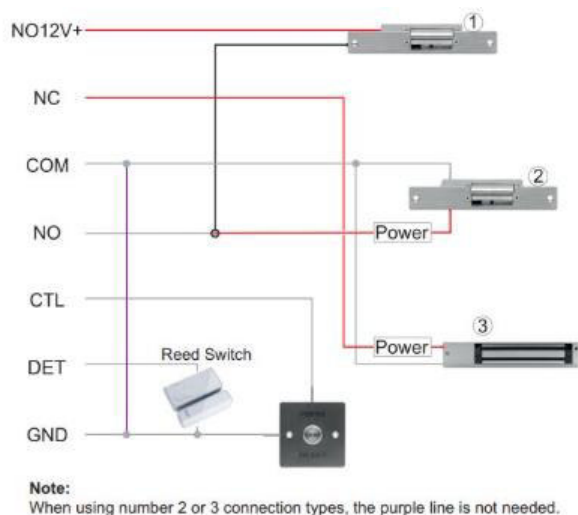 NO12V+
①
NC
COM
②
NO
Power
CTL
③
Power
Reed Switch
DET
GND
Note:
When using number 2 or 3 connection types, the purple line is not needed.